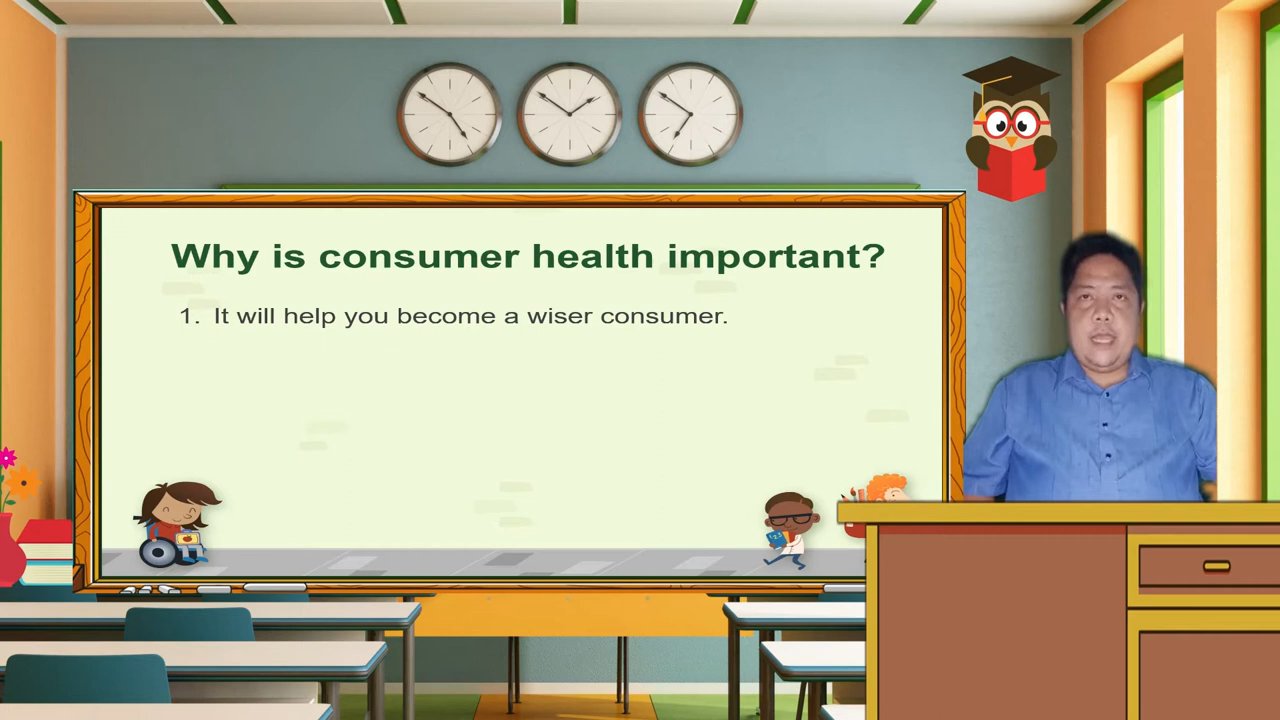 Why is consumer health important?
1. It will help you become a wiser consumer.